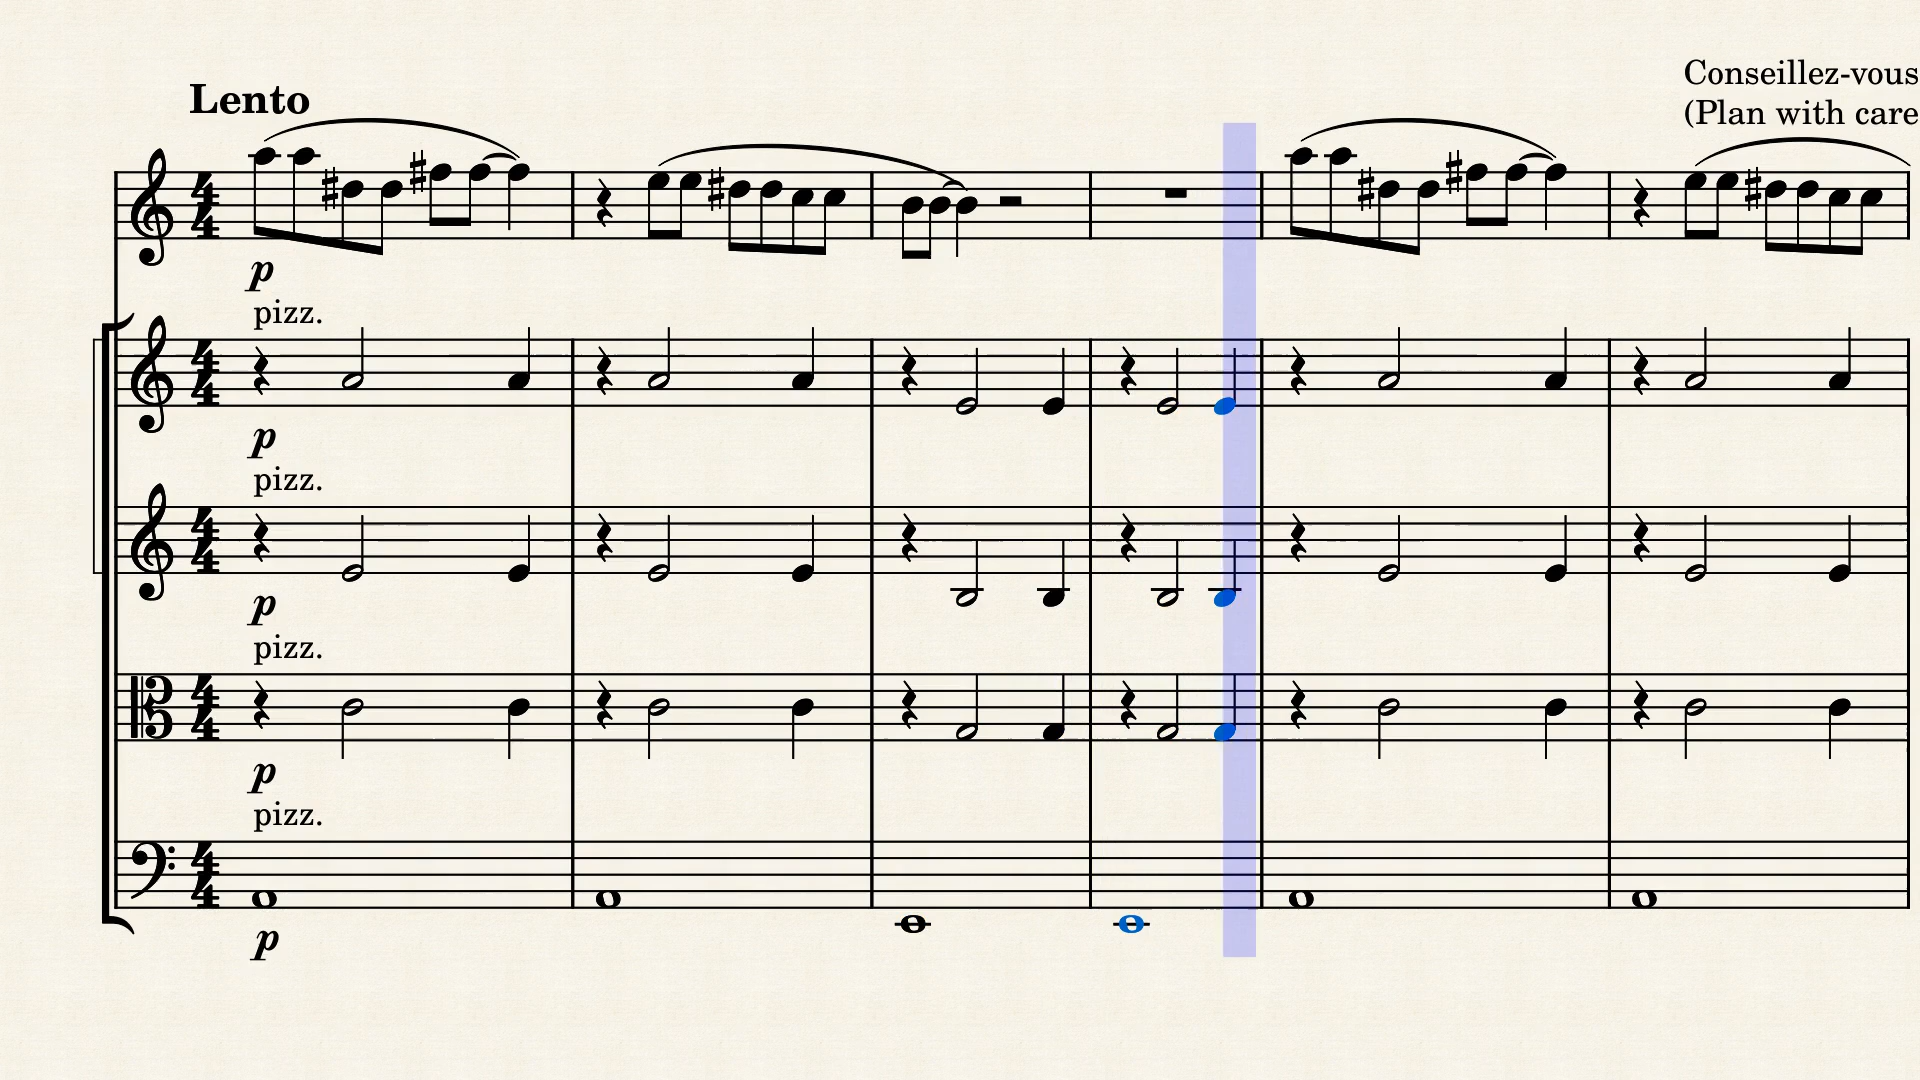 Conseillez-vous
(Plan with care
Lento
p
pizz.
p
pizz.
p
pizz.
p
pizz.
p